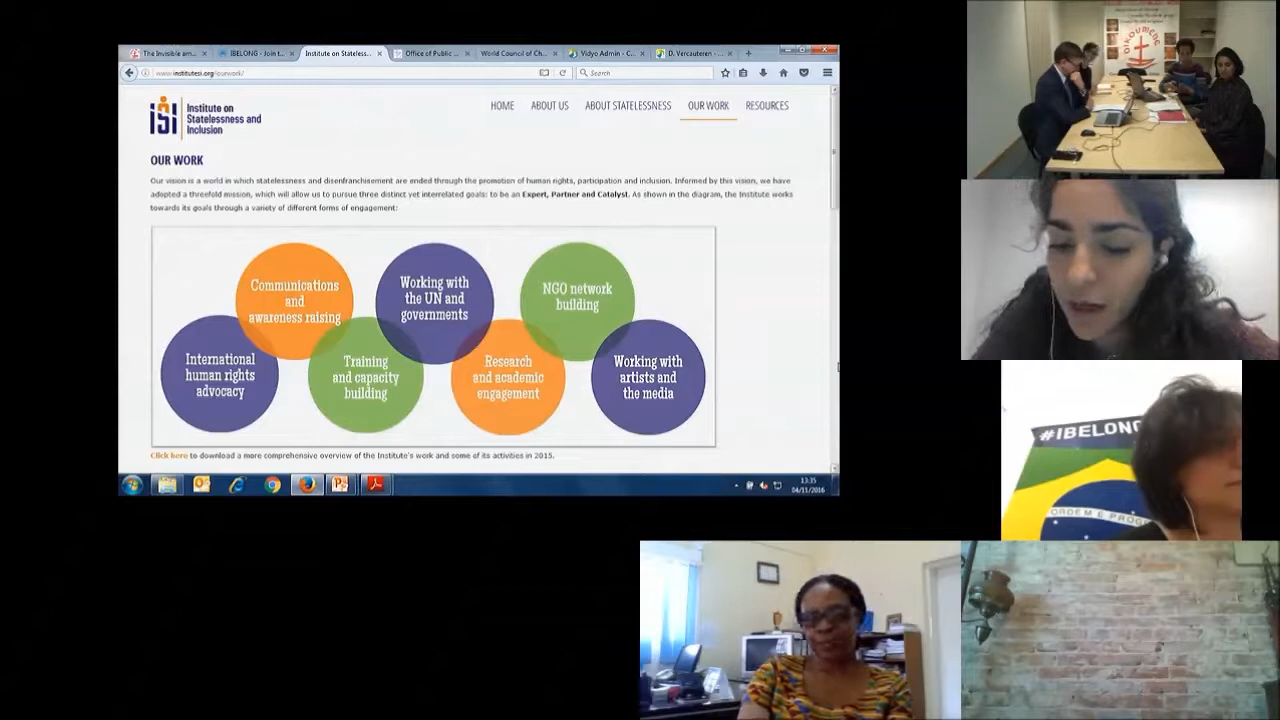 The Invisible am...
IBELONG - Join t...
Institute on Stateless...
Office of Public ...
World Council of Ch...
Vidyo Admin - C...
D. Vercauteren - ...
www.institutesi.org/ourwork/
Search
ISI
Institute on
Statelessness and
Inclusion
HOME
ABOUT US
ABOUT STATELESSNESS
OUR WORK
RESOURCES
OUR WORK
Our vision is a world in which statelessness and disenfranchisement are ended through the promotion of human rights, participation and inclusion. Informed by this vision, we have
adopted a threefold mission, which will allow us to pursue three distinct yet interrelated goals: to be an Expert, Partner and Catalyst. As shown in the diagram, the Institute works
towards its goals through a variety of different forms of engagement:
Communications
and
awareness raising
Working with
the UN and
governments
NGO network
building
International
human rights
advocacy
Training
and capacity
building
Research
and academic
engagement
Working with
artists and
the media
Click here to download a more comprehensive overview of the Institute's work and some of its activities in 2015.
13:35
04/11/2016
OIKOUMENE
#IBELONG
ORDEM E PROG